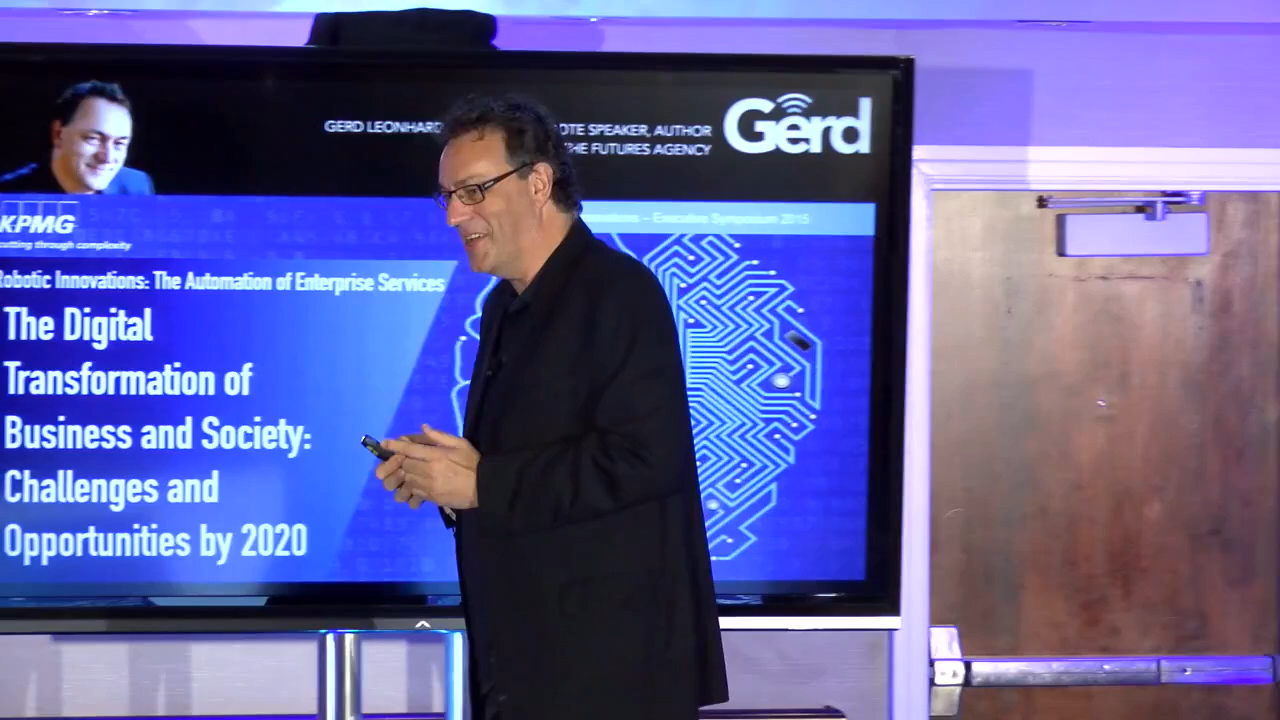 GERD LEONHARD
OTE SPEAKER, AUTHOR
THE FUTURES AGENCY
Gerd
KPMG
cutting through complexity
novations – Executive Symposium 2015
Robotic Innovations: The Automation of Enterprise Services
The Digital
Transformation of
Business and Society:
Challenges and
Opportunities by 2020